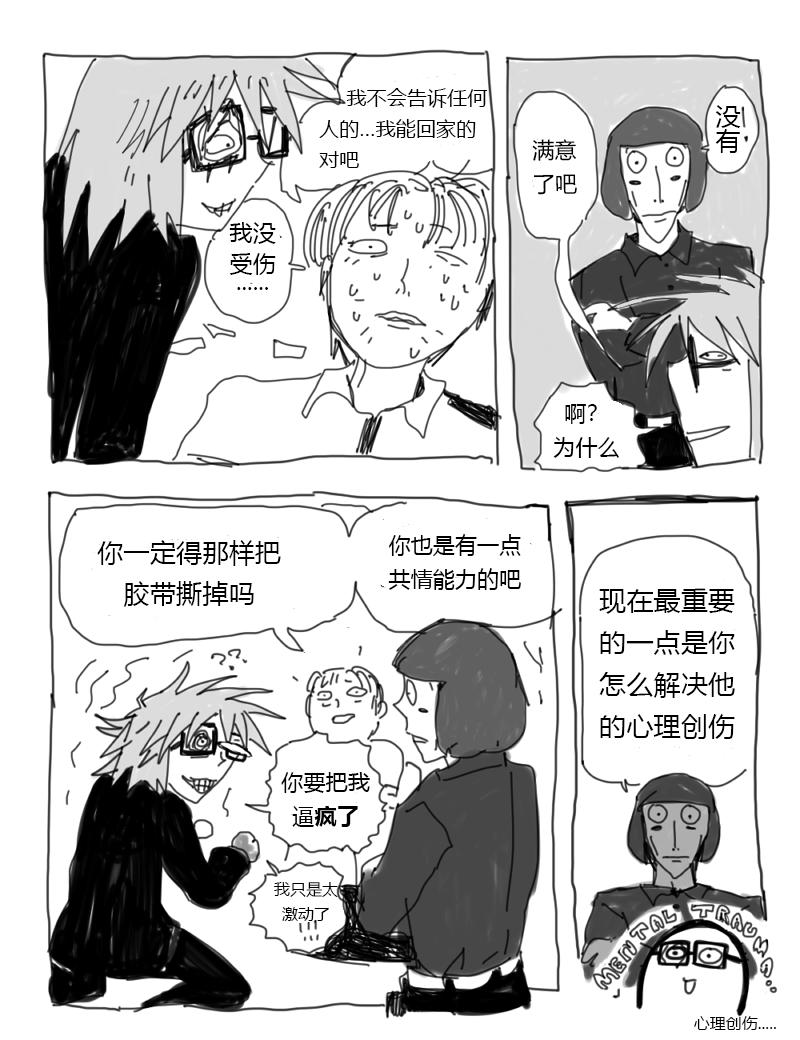 我不会告诉任何
人的...我能回家的
对吧
我没
受伤
......
满意
了吧
没
有
啊？
为什么
你一定得那样把
胶带撕掉吗
你也是有一点
共情能力的吧
??
你要把我
逼疯了
我只是太
激动了
!!!
现在最重要
的一点是你
怎么解决他
的心理创伤
MENTAL TRAUMA..
心理创伤.....